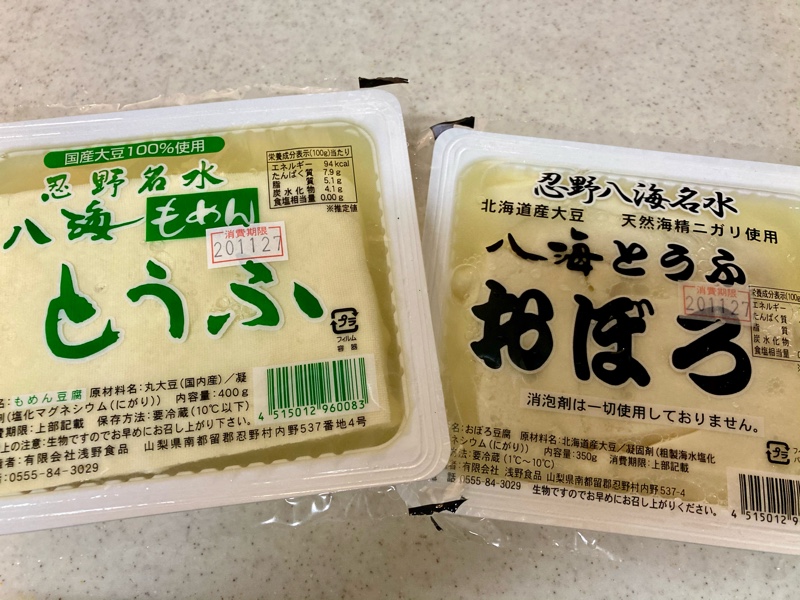 国産大豆100%使用
忍野名水
八海もめん
とうふ
消費期限
201127
栄養成分表示(100g)当たり
エネルギー 94kcal
たんぱく質 7.9g
脂質 5.1g
炭水化物 4.1g
食塩相当量 0.00g
※推定値
プラ
フィルム
容器
名:もめん豆腐 原材料名:丸大豆(国産)/凝
剤(塩化マグネシウム(にがり)) 内容量:400g
費期限:上部記載 保存方法:要冷蔵(10℃以下)
上の注意:生物ですのでお早めにお召し上がり下さい。
者:有限会社浅野食品 山梨県南都留郡忍野村内野537番地4号
0555-84-3029
4 515012 960083
忍野八海名水
北海道産大豆 天然海精ニガリ使用
八海とうふ
おぼろ
消費期限
201127
栄養成分表示(100g
エネルギー
たんぱく質
脂質
炭水化物
食塩相当量
消泡剤は一切使用しておりません。
名:おぼろ豆腐 原材料名:北海道産大豆/凝固剤(粗製海水塩化
ネシウム(にがり)) 内容量:350g 消費期限:上部記載
方法:要冷蔵(1℃〜10℃)
者:有限会社 浅野食品 山梨県南都留郡忍野村内野537-4
0555-84-3029 生物ですのでお早めにお召し上がりください。
4 515012 9